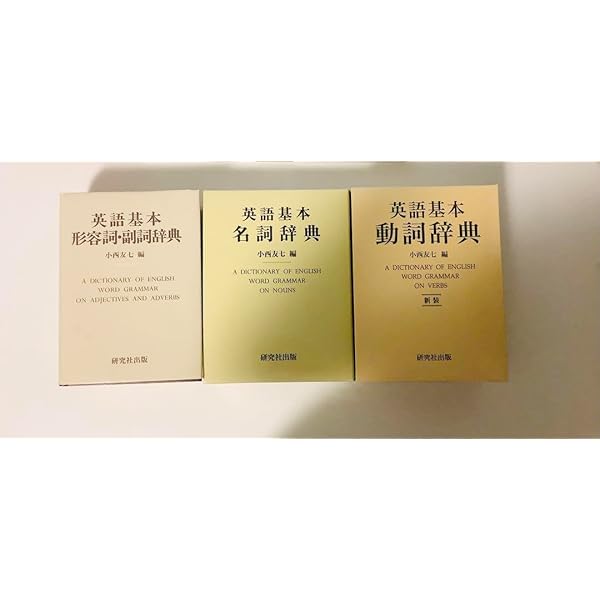 英語基本
形容詞・副詞辞典
小西友七 編
A DICTIONARY OF ENGLISH
WORD GRAMMAR
ON ADJECTIVES AND ADVERBS
研究社出版
英語基本
名詞辞典
小西友七 編
A DICTIONARY OF ENGLISH
WORD GRAMMAR
ON NOUNS
研究社出版
英語基本
動詞辞典
小西友七 編
A DICTIONARY OF ENGLISH
WORD GRAMMAR
ON VERBS
新装
研究社出版